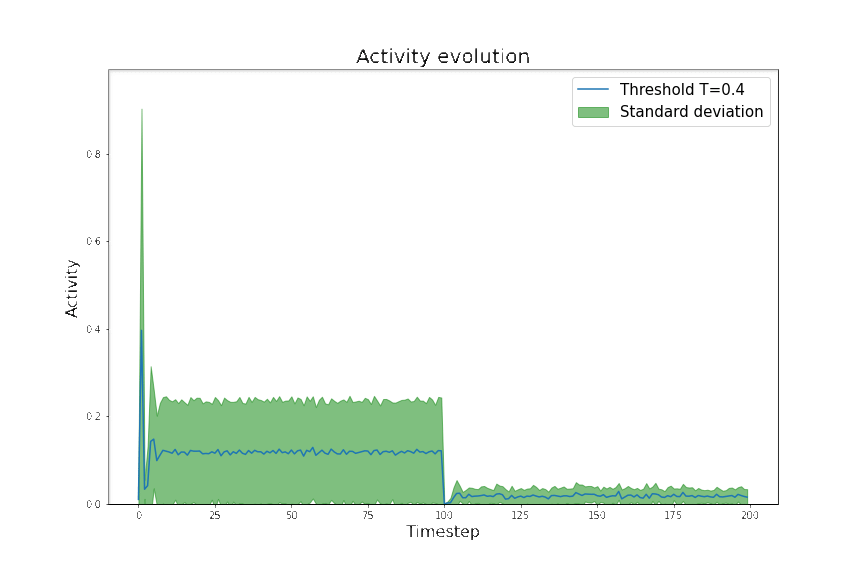 Activity evolution
Threshold T=0.4
Standard deviation
Activity
0.8
0.6
0.4
0.2
0.0
0 25 50 75 100 125 150 175 200
Timestep